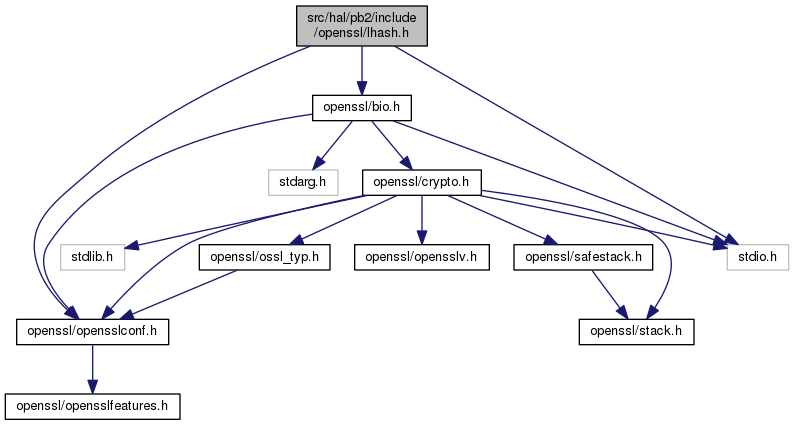 src/hal/pb2/include
/openssl/lhash.h
openssl/bio.h
stdarg.h
openssl/crypto.h
stdlib.h
openssl/ossl_typ.h
openssl/opensslv.h
openssl/safestack.h
stdio.h
openssl/opensslconf.h
openssl/stack.h
openssl/opensslfeatures.h